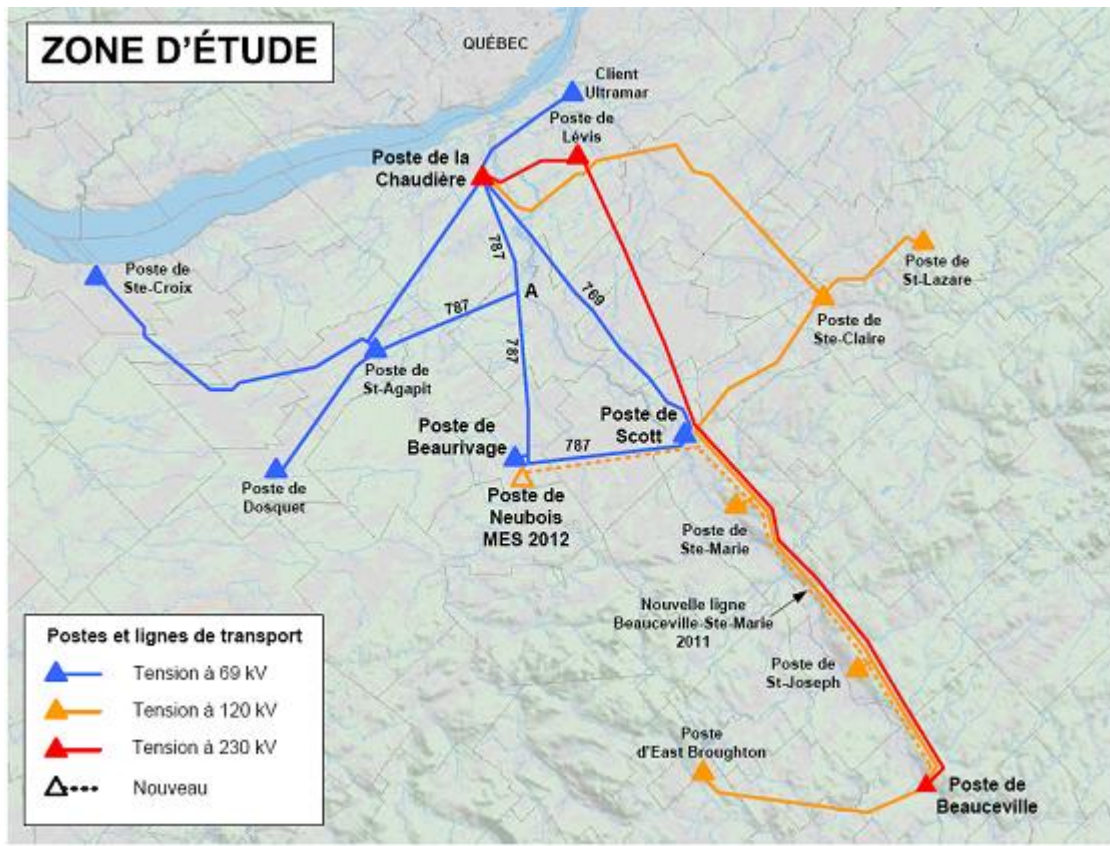 ZONE D'ÉTUDE
QUÉBEC
Client
Ultramar
Poste de
Lévis
Poste de la
Chaudière
787
A
769
Poste de
Ste-Croix
787
Poste de
St-Lazare
Poste de
Ste-Claire
787
Poste de
St-Agapit
Poste de
Beaurivage
787
Poste de
Scott
Poste de
Dosquet
Poste de
Neubois
MES 2012
Poste de
Ste-Marie
Nouvelle ligne
Beauceville-Ste-Marie
2011
Poste de
St-Joseph
Poste
d'East Broughton
Poste de
Beauceville
Postes et lignes de transport
Tension à 69 kV
Tension à 120 kV
Tension à 230 kV
Nouveau